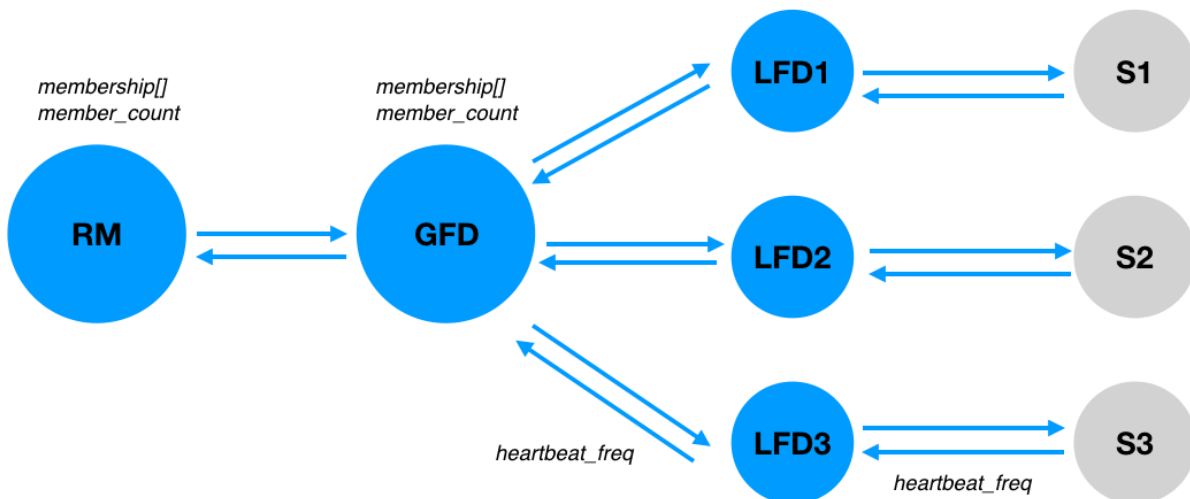 membership[]
member_count
membership[]
member_count
RM
GFD
LFD1
S1
LFD2
S2
LFD3
S3
heartbeat_freq
heartbeat_freq